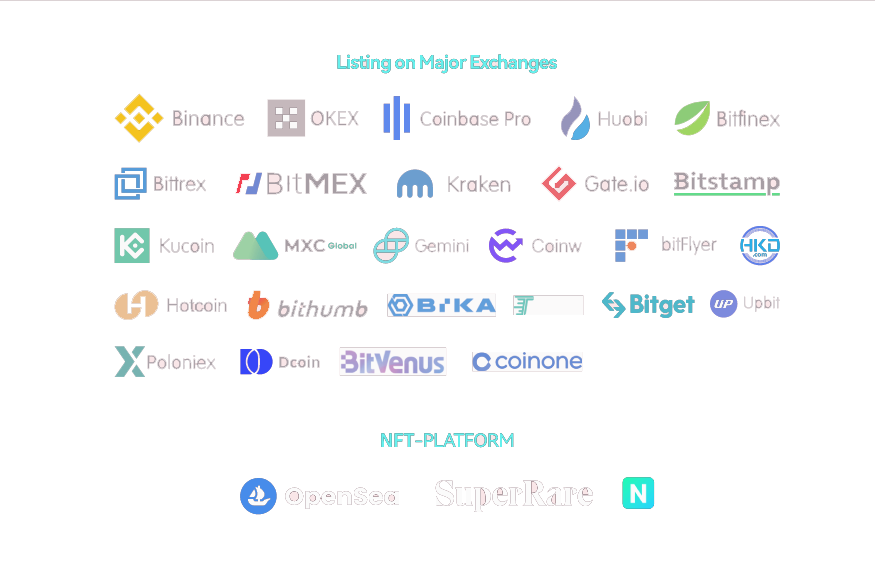 Listing on Major Exchanges
Binance OKEX Coinbase Pro Huobi Bitfinex
Bittrex BitMEX Kraken Gate.io Bitstamp
Kucoin MXC Global Gemini Coinw bitFlyer HKD .com
Hotcoin bithumb BIKA T Bitget UP Upbit
Poloniex Dcoin BitVenus coinone
NFT-PLATFORM
OpenSea SuperRare N